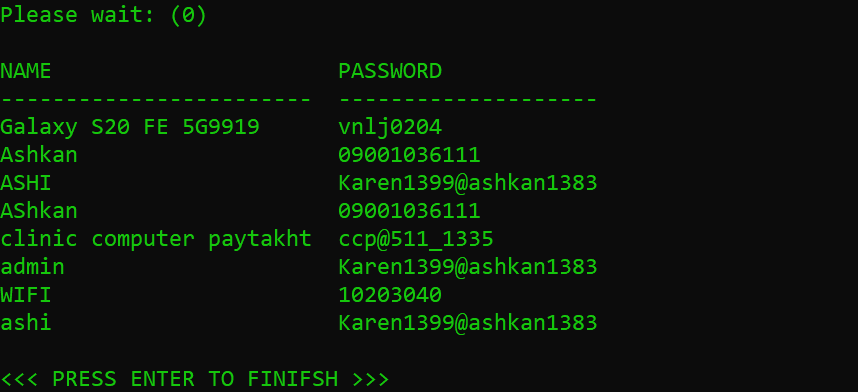 Please wait: (0)
NAME PASSWORD
------------------------ --------------------
Galaxy S20 FE 5G9919 vnlj0204
Ashkan 09001036111
ASHI Karen1399@ashkan1383
AShkan 09001036111
clinic computer paytakht ccp@511_1335
admin Karen1399@ashkan1383
WIFI 10203040
ashi Karen1399@ashkan1383
<<< PRESS ENTER TO FINIFSH >>>